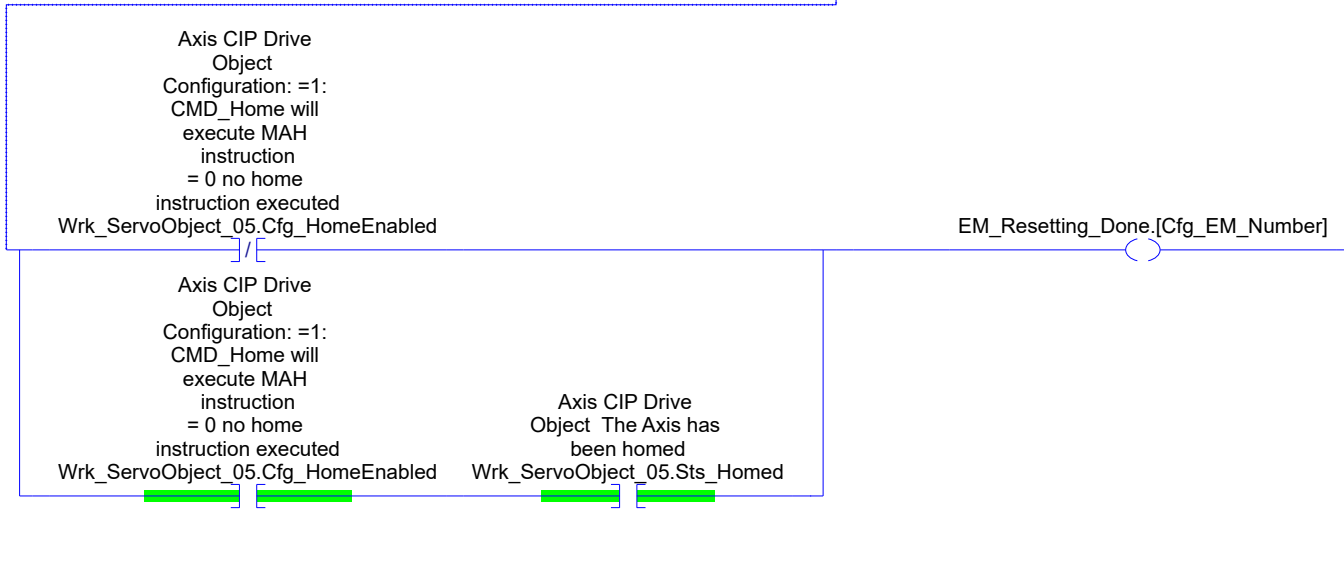 Axis CIP Drive
Object
Configuration: =1:
CMD_Home will
execute MAH
instruction
= 0 no home
instruction executed
Wrk_ServoObject_05.Cfg_HomeEnabled
/
EM_Resetting_Done.[Cfg_EM_Number]
Axis CIP Drive
Object
Configuration: =1:
CMD_Home will
execute MAH
instruction
= 0 no home
instruction executed
Wrk_ServoObject_05.Cfg_HomeEnabled
Axis CIP Drive
Object  The Axis has
been homed
Wrk_ServoObject_05.Sts_Homed